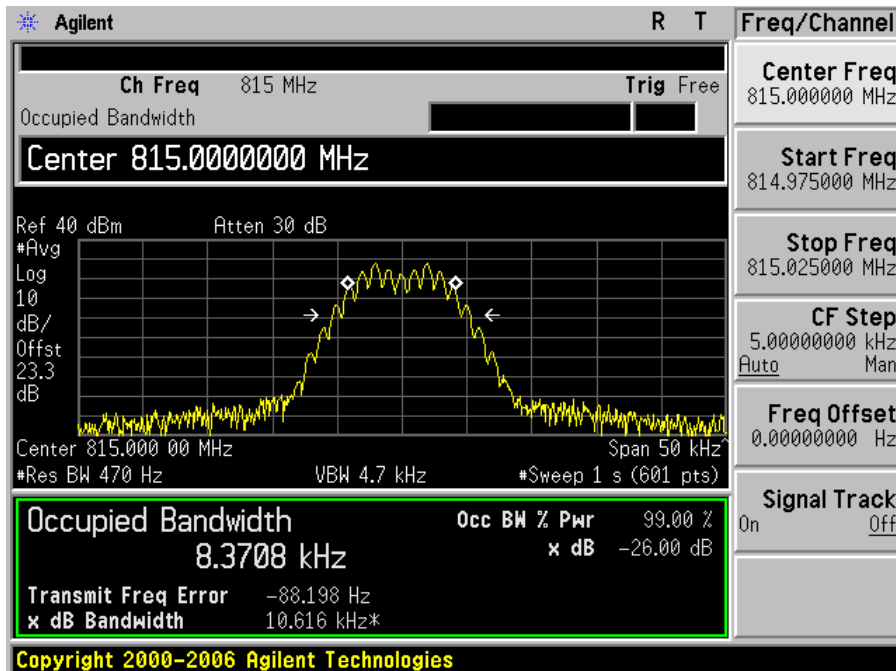 Agilent R T Freq/Channel
Ch Freq 815 MHz Trig Free
Occupied Bandwidth
Center 815.0000000 MHz
Ref 40 dBm Atten 30 dB
#Avg
Log
10
dB/
Offst
23.3
dB
Center 815.000 00 MHz Span 50 kHz^
#Res BW 470 Hz VBW 4.7 kHz #Sweep 1 s (601 pts)
Occupied Bandwidth
8.3708 kHz
Occ BW % Pwr 99.00 %
x dB -26.00 dB
Transmit Freq Error -88.198 Hz
x dB Bandwidth 10.616 kHz*
Center Freq
815.000000 MHz
Start Freq
814.975000 MHz
Stop Freq
815.025000 MHz
CF Step
5.00000000 kHz
Auto Man
Freq Offset
0.00000000 Hz
Signal Track
On Off
Copyright 2000-2006 Agilent Technologies